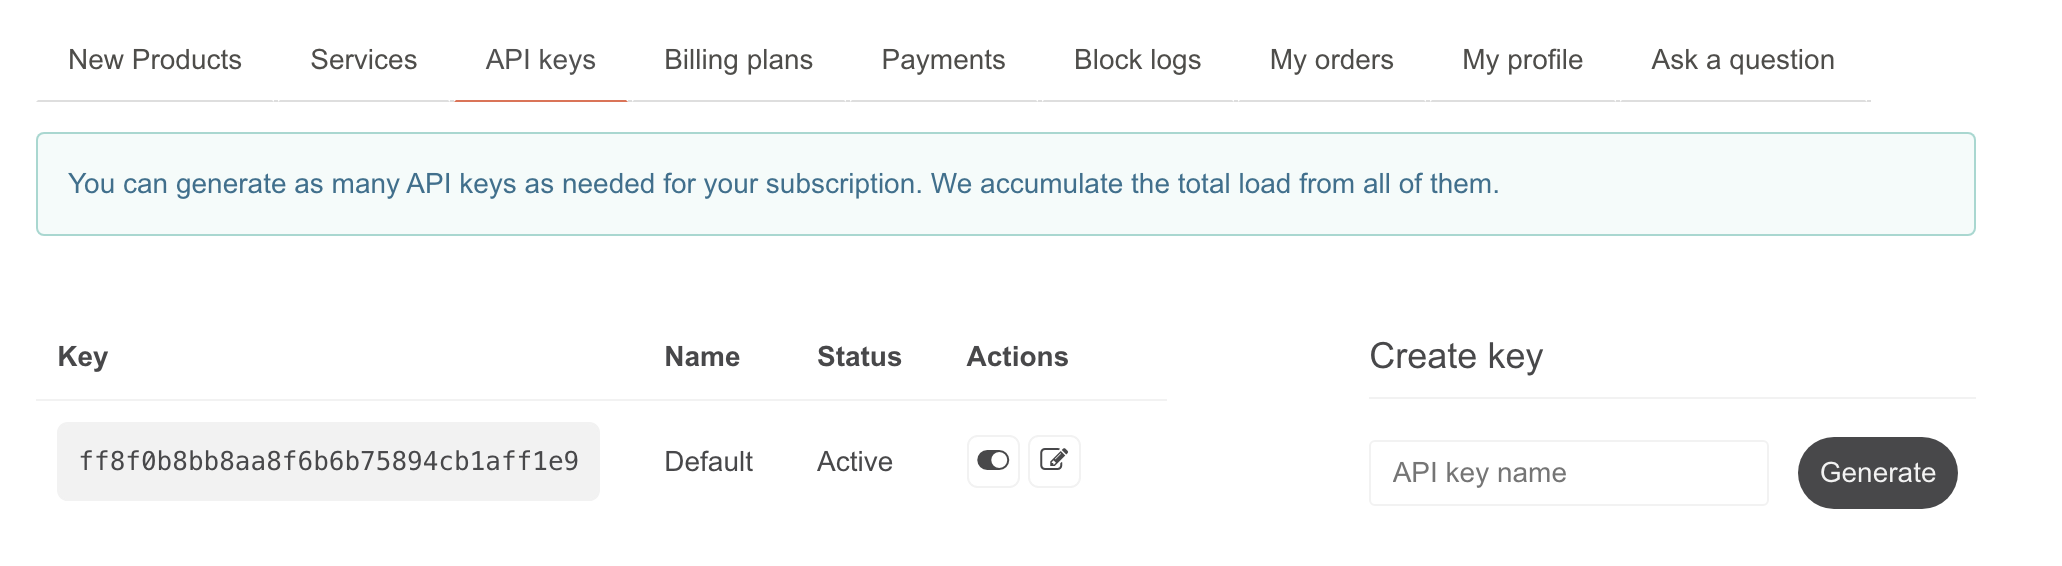 New Products Services API keys Billing plans Payments Block logs My orders My profile Ask a question
You can generate as many API keys as needed for your subscription. We accumulate the total load from all of them.
Key Name Status Actions
ff8f0b8bb8aa8f6b6b75894cb1aff1e9 Default Active
Create key
API key name Generate